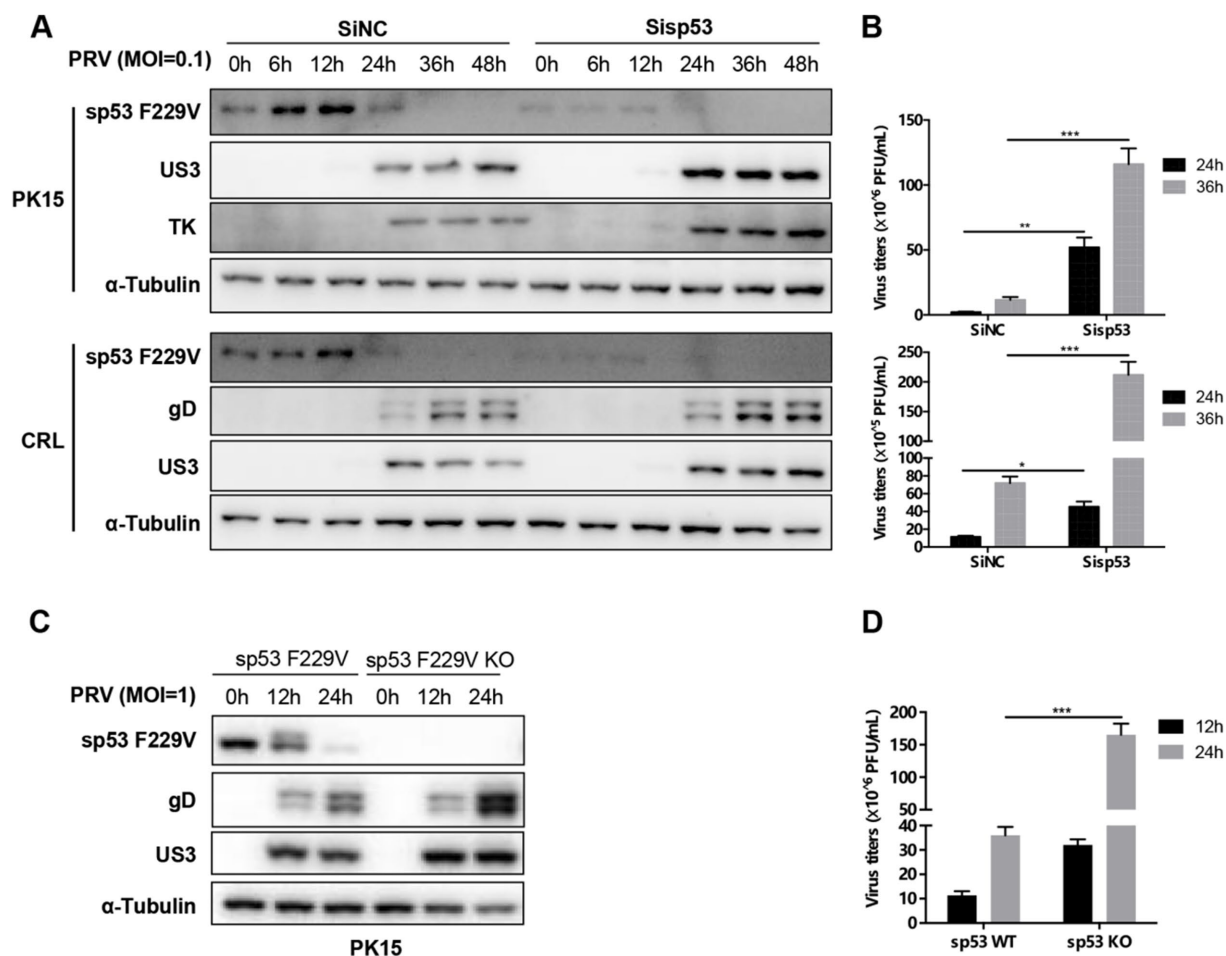 A
SiNC Sisp53
PRV (MOI=0.1) 0h 6h 12h 24h 36h 48h 0h 6h 12h 24h 36h 48h
PK15
sp53 F229V
US3
TK
α-Tubulin
CRL
sp53 F229V
gD
US3
α-Tubulin
B
Virus titers (x10^6 PFU/mL)
150
100
50
0
**
***
SiNC Sisp53
24h
36h
Virus titers (x10^5 PFU/mL)
250
200
150
100
100
80
60
40
20
0
*
***
SiNC Sisp53
24h
36h
C
sp53 F229V sp53 F229V KO
PRV (MOI=1) 0h 12h 24h 0h 12h 24h
sp53 F229V
gD
US3
α-Tubulin
PK15
D
Virus titers (x10^6 PFU/mL)
200
150
100
50
40
30
20
10
0
***
sp53 WT sp53 KO
12h
24h